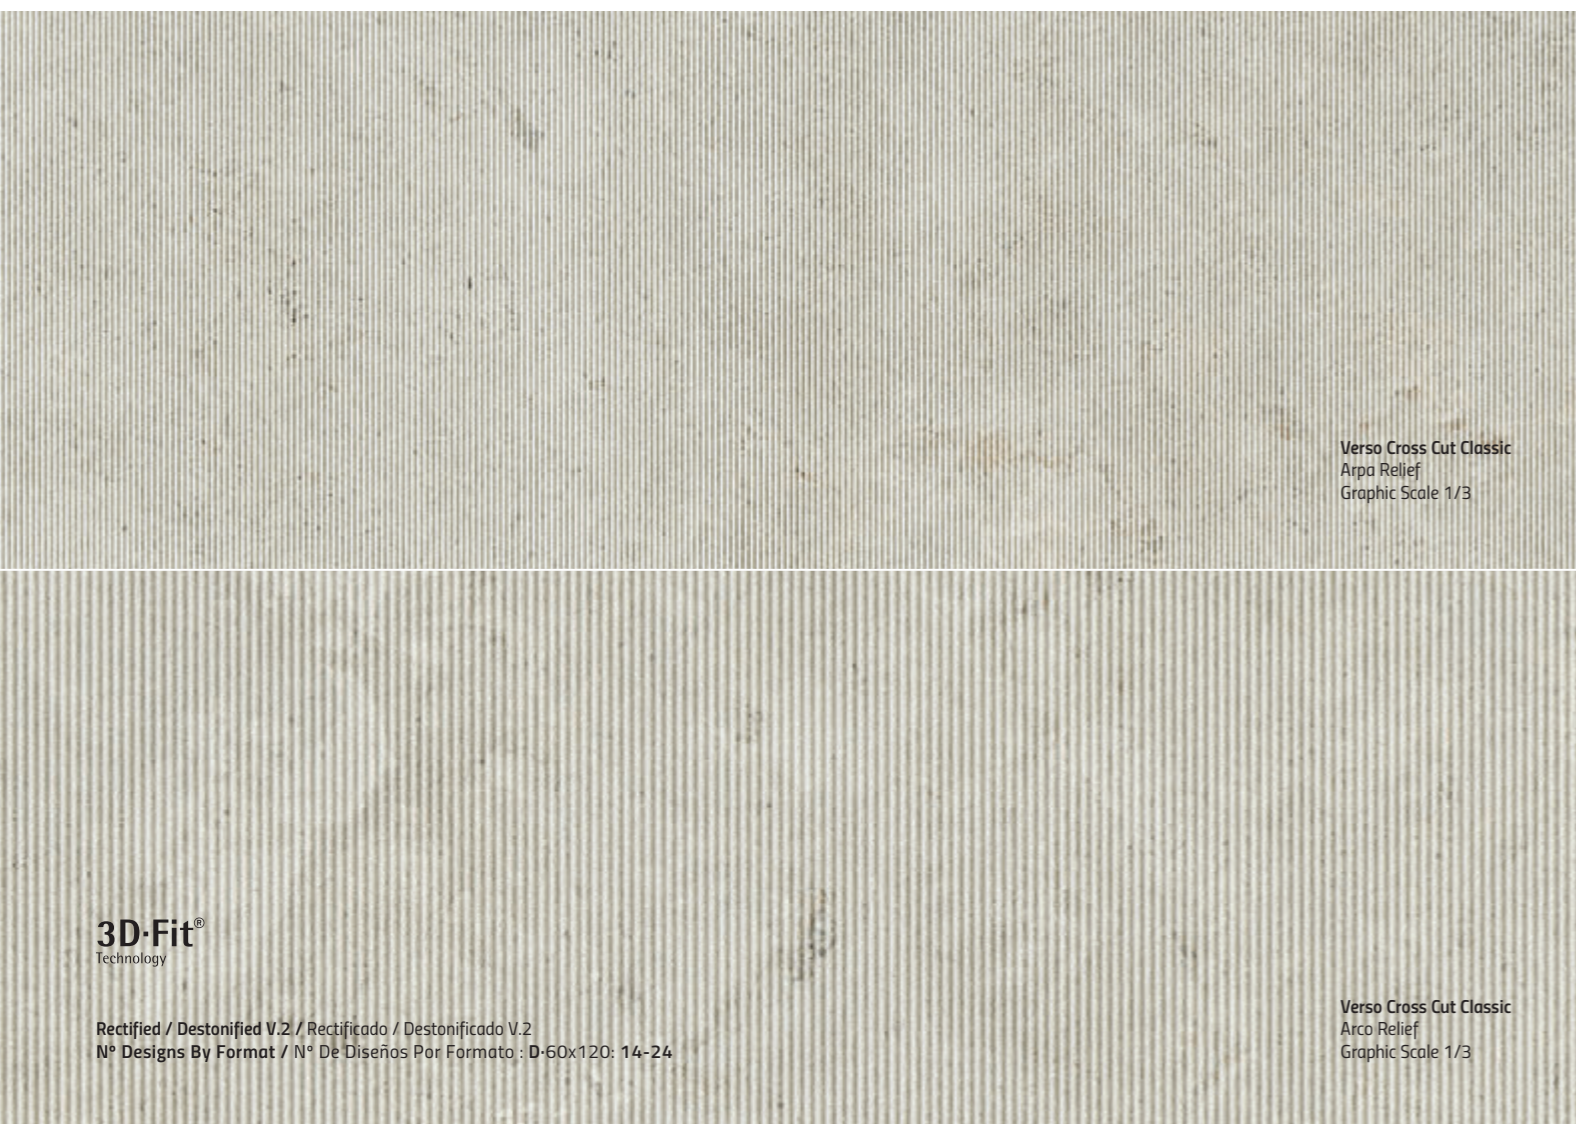 Verso Cross Cut Classic
Arpa Relief
Graphic Scale 1/3
3D·Fit®
Technology
Rectified / Destonified V.2 / Rectificado / Destonificado V.2
Nº Designs By Format / Nº De Diseños Por Formato : D·60x120: 14-24
Verso Cross Cut Classic
Arco Relief
Graphic Scale 1/3